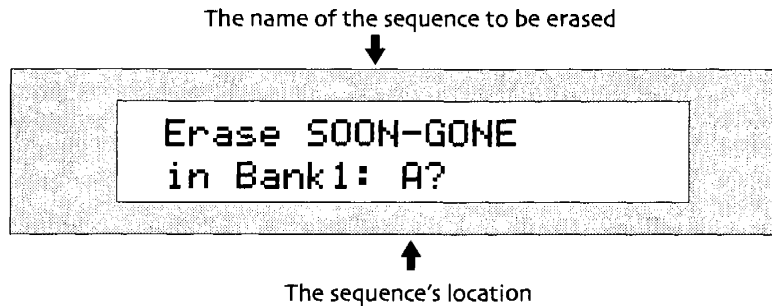 The name of the sequence to be erased
Erase SOON-GONE
in Bank1: A?
The sequence's location